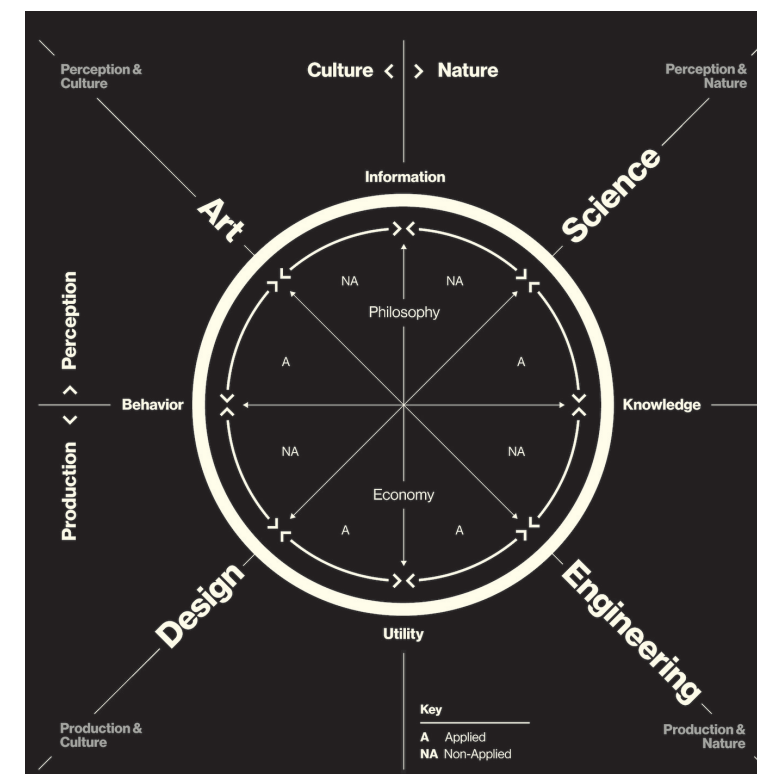 Perception &
Culture
Culture < > Nature
Perception &
Nature
Information
Art
Science
NA
NA
Philosophy
Production < > Perception
A
A
Behavior
Knowledge
NA
NA
Economy
A
A
Design
Engineering
Utility
Production &
Culture
Key
A Applied
NA Non-Applied
Production &
Nature